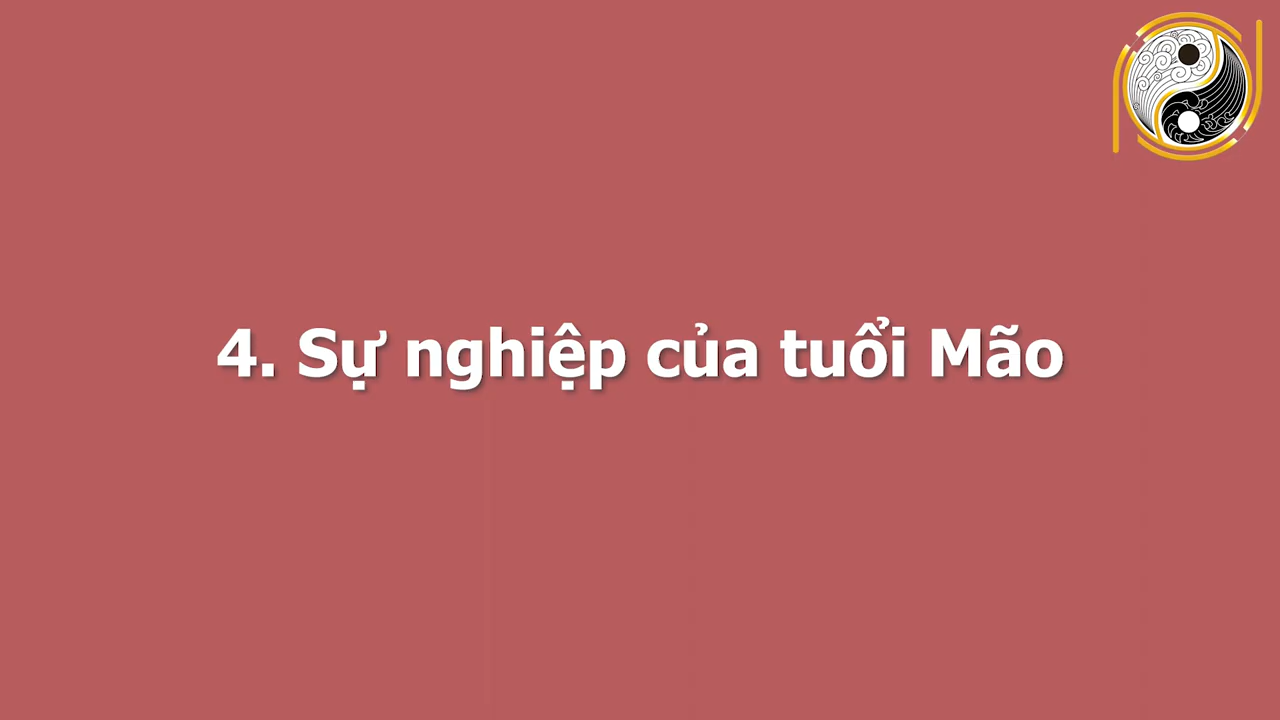 4. Sự nghiệp của tuổi Mão